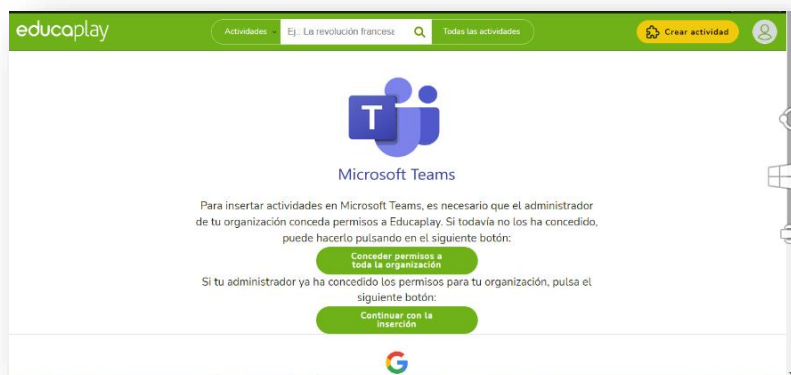 educaplay
Actividades
Ej.: La revolución frances
Todas las actividades
Crear actividad
T
Microsoft Teams
Para insertar actividades en Microsoft Teams, es necesario que el administrador
de tu organización conceda permisos a Educaplay. Si todavía no los ha concedido,
puede hacerlo pulsando en el siguiente botón:
Conceder permisos a
toda la organización
Si tu administrador ya ha concedido los permisos para tu organización, pulsa el
siguiente botón:
Continuar con la
inserción
G